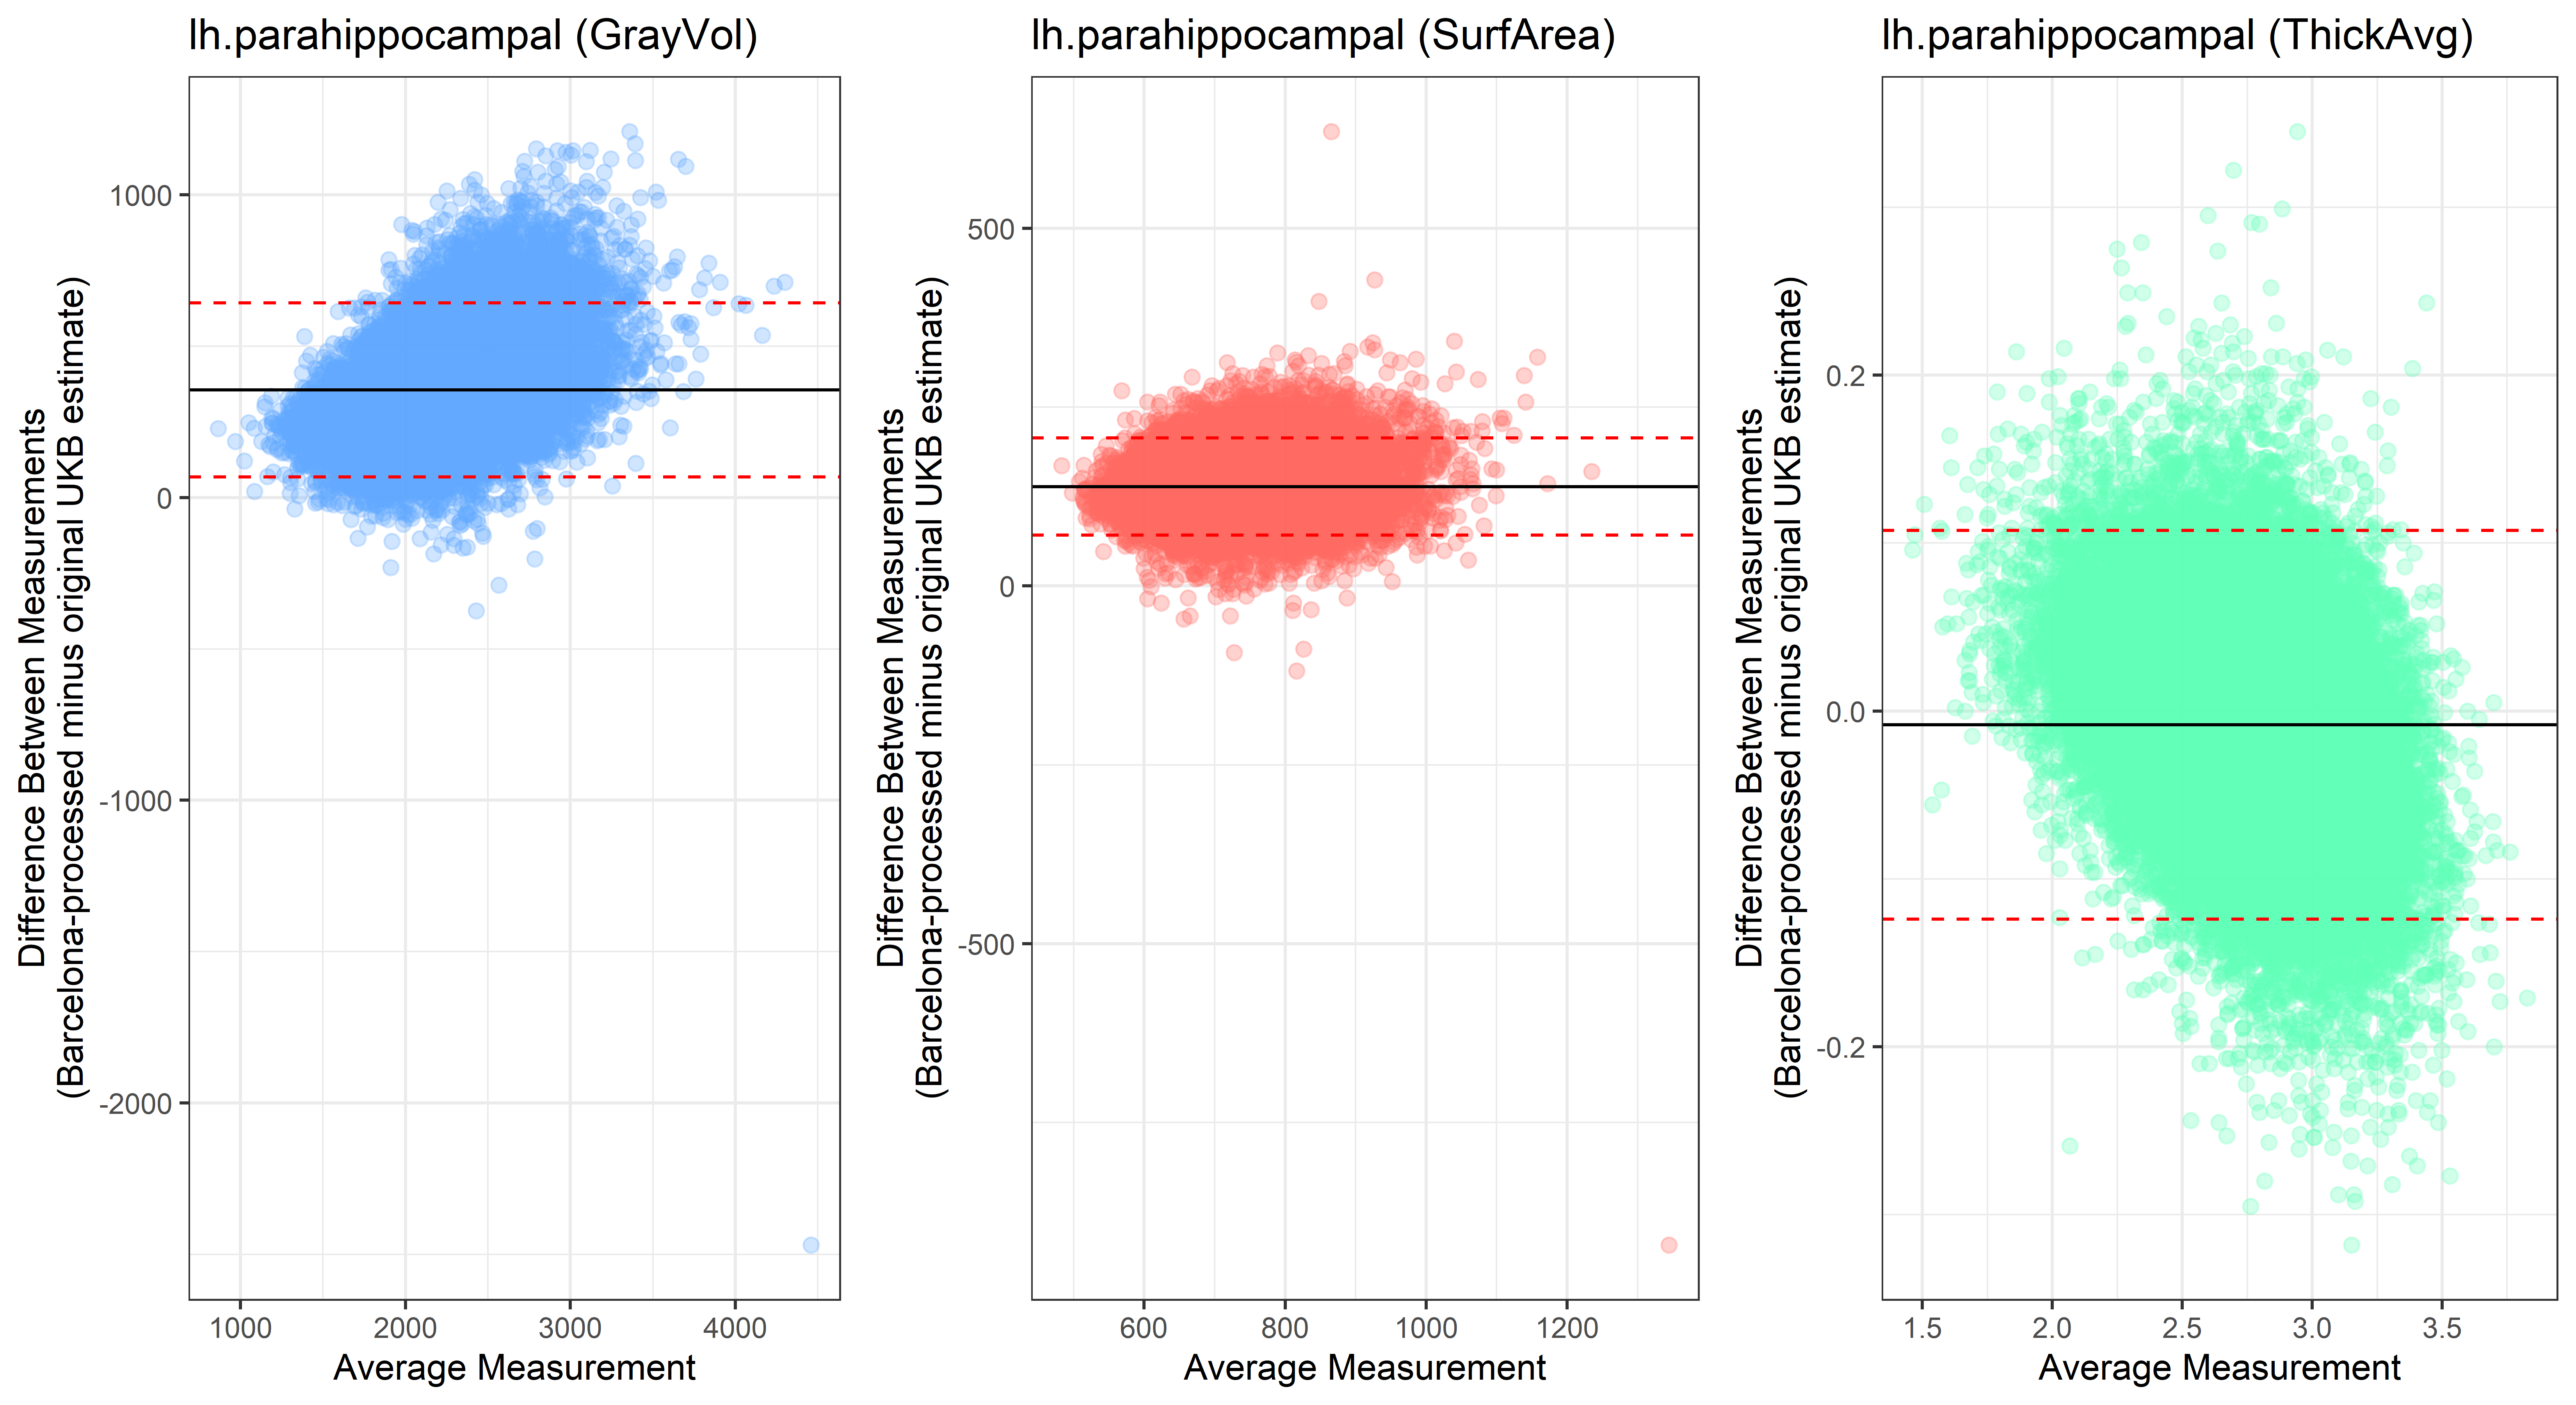 lh.parahippocampal (GrayVol)
Difference Between Measurements
(Barcelona-processed minus original UKB estimate)
1000
0
-1000
-2000
1000 2000 3000 4000
Average Measurement
lh.parahippocampal (SurfArea)
Difference Between Measurements
(Barcelona-processed minus original UKB estimate)
500
0
-500
600 800 1000 1200
Average Measurement
lh.parahippocampal (ThickAvg)
Difference Between Measurements
(Barcelona-processed minus original UKB estimate)
0.2
0.0
-0.2
1.5 2.0 2.5 3.0 3.5
Average Measurement